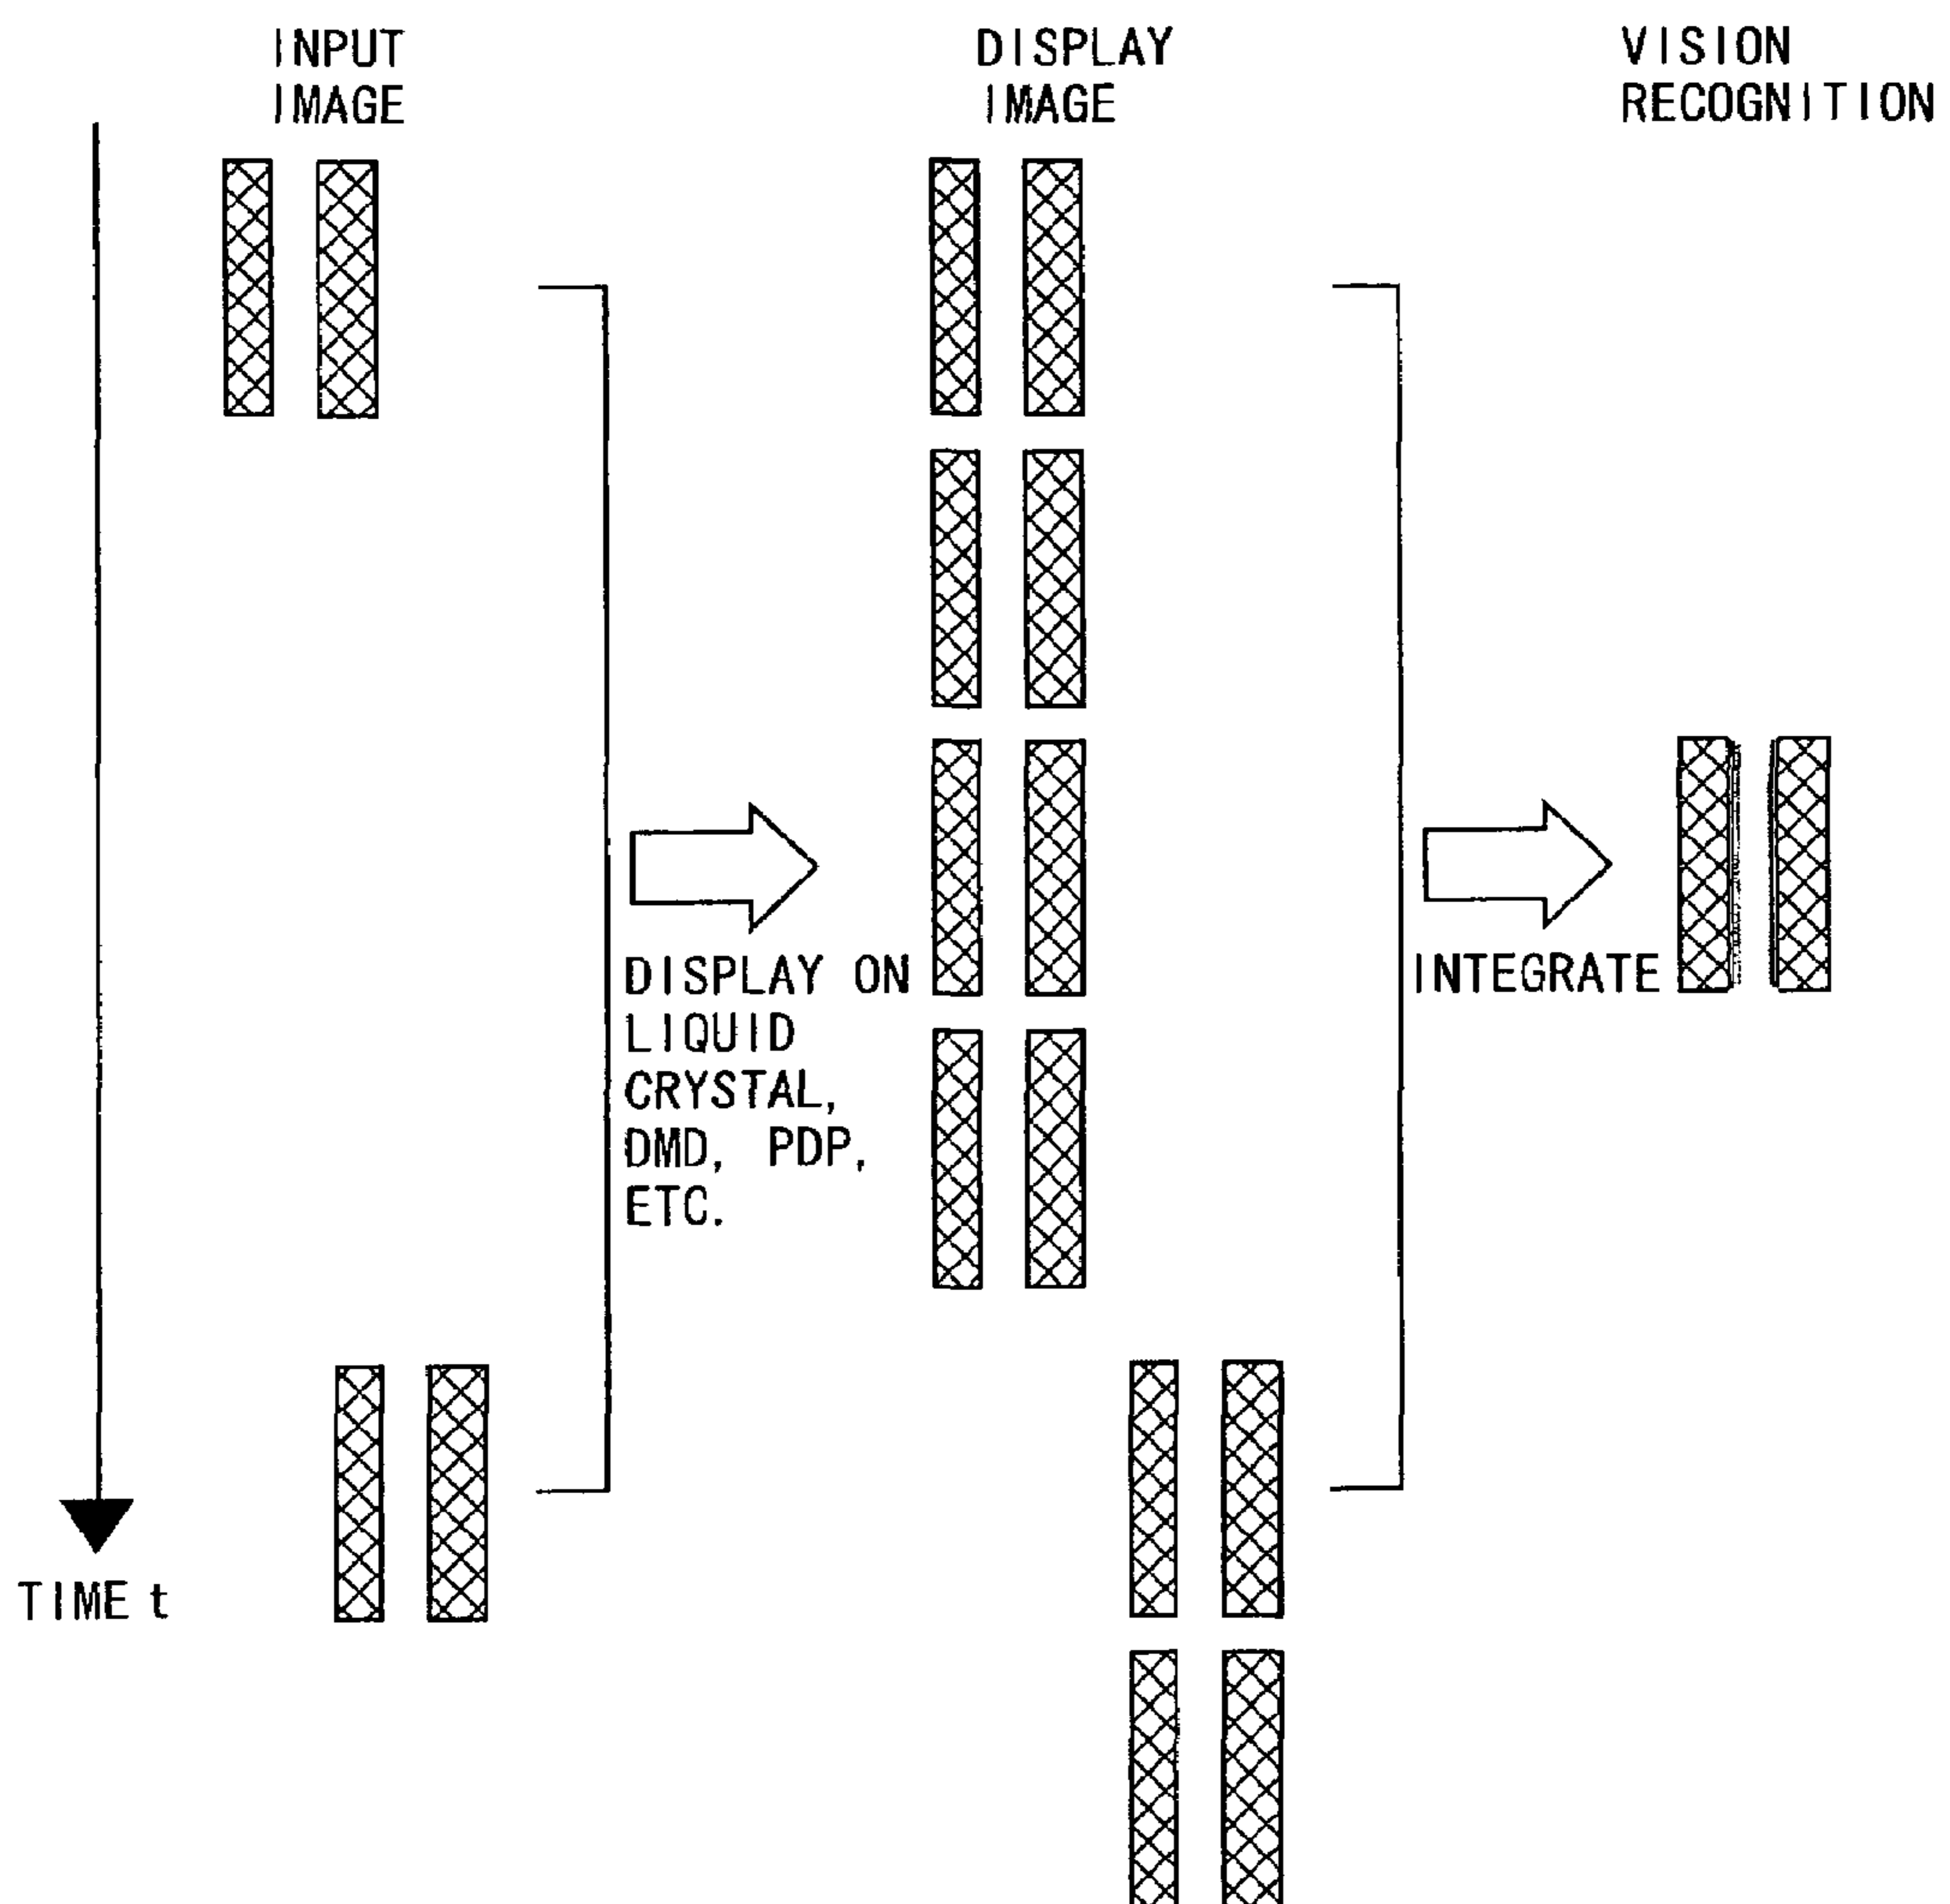 INPUT
IMAGE
DISPLAY
IMAGE
VISION
RECOGNITION
DISPLAY ON
LIQUID
CRYSTAL,
DMD, PDP,
ETC.
INTEGRATE
TIME t